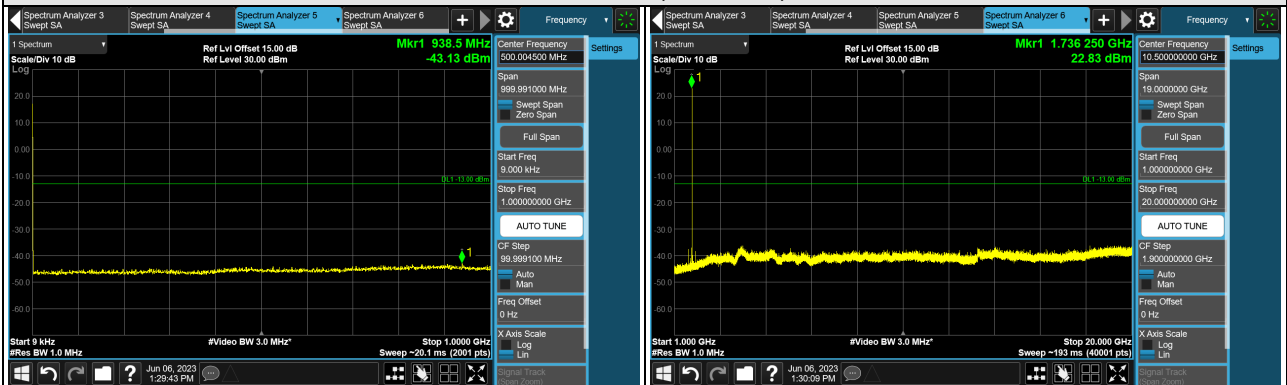 Spectrum Analyzer 3
Swept SA
Spectrum Analyzer 4
Swept SA
Spectrum Analyzer 5
Swept SA
Spectrum Analyzer 6
Swept SA
Frequency
1 Spectrum
Scale/Div 10 dB
Log
Ref Lvl Offset 15.00 dB
Ref Level 30.00 dBm
Mkr1 938.5 MHz
-43.13 dBm
1
20.0
10.0
0.00
-10.0
-20.0
-30.0
-40.0
-50.0
-60.0
DL1 -13.00 dBm
Start 9 kHz
#Res BW 1.0 MHz
#Video BW 3.0 MHz*
Stop 1.0000 GHz
Sweep ~20.1 ms (2001 pts)
Center Frequency
500.004500 MHz
Settings
Span
999.991000 MHz
Swept Span
Zero Span
Full Span
Start Freq
9.000 kHz
Stop Freq
1.000000000 GHz
AUTO TUNE
CF Step
99.999100 MHz
Auto
Man
Freq Offset
0 Hz
X Axis Scale
Log
Lin
Signal Track
(Span Zoom)
?
Jun 06, 2023
1:29:43 PM
Spectrum Analyzer 3
Swept SA
Spectrum Analyzer 4
Swept SA
Spectrum Analyzer 5
Swept SA
Spectrum Analyzer 6
Swept SA
Frequency
1 Spectrum
Scale/Div 10 dB
Log
Ref Lvl Offset 15.00 dB
Ref Level 30.00 dBm
Mkr1 1.736 250 GHz
22.83 dBm
1
20.0
10.0
0.00
-10.0
-20.0
-30.0
-40.0
-50.0
-60.0
DL1 -13.00 dBm
Start 1.000 GHz
#Res BW 1.0 MHz
#Video BW 3.0 MHz*
Stop 20.000 GHz
Sweep ~193 ms (40001 pts)
Center Frequency
10.500000000 GHz
Settings
Span
19.0000000 GHz
Swept Span
Zero Span
Full Span
Start Freq
1.000000000 GHz
Stop Freq
20.000000000 GHz
AUTO TUNE
CF Step
1.900000000 GHz
Auto
Man
Freq Offset
0 Hz
X Axis Scale
Log
Lin
Signal Track
(Span Zoom)
?
Jun 06, 2023
1:30:09 PM